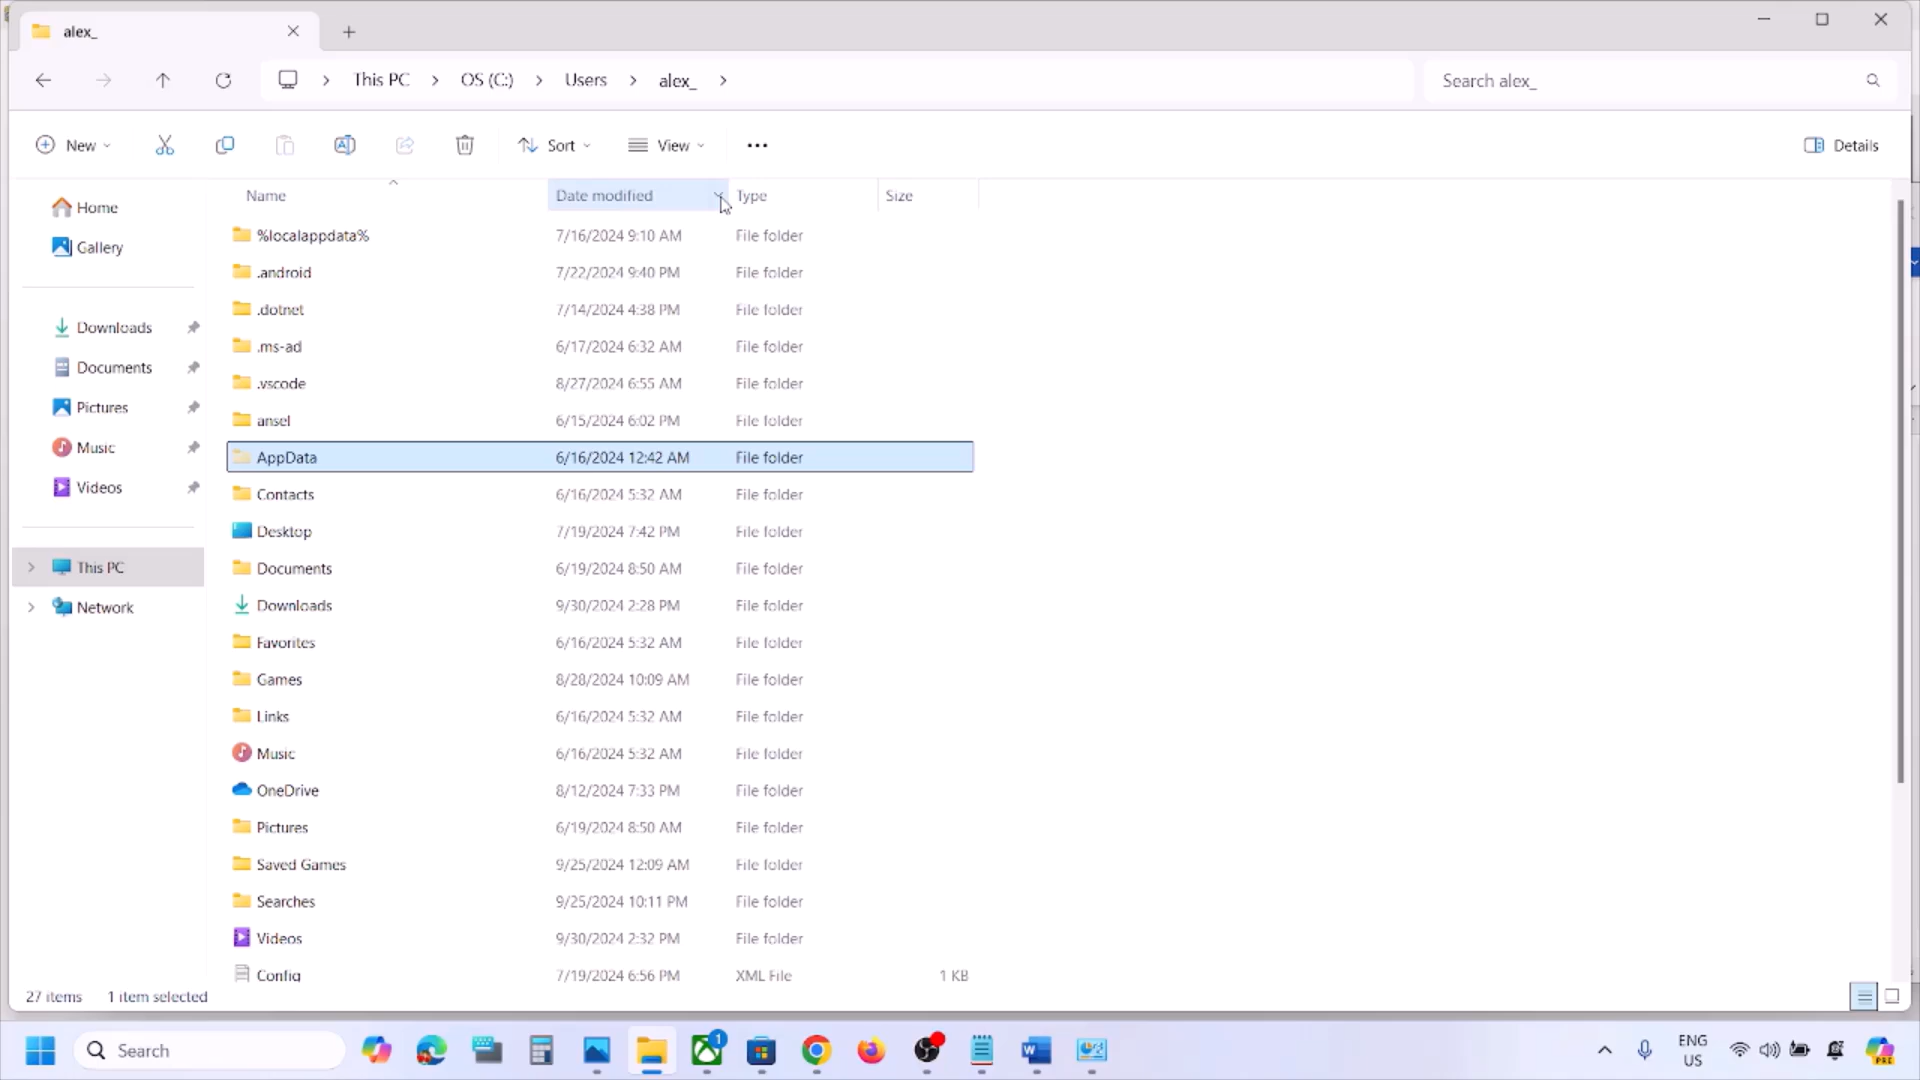 alex_
This PC > OS (C:) > Users > alex_ >
Search alex_
New
Sort
View
Details
Name Date modified Type Size
Home
Gallery
Downloads
Documents
Pictures
Music
Videos
This PC
Network
%localappdata% 7/16/2024 9:10 AM File folder
.android 7/22/2024 9:40 PM File folder
.dotnet 7/14/2024 4:38 PM File folder
.ms-ad 6/17/2024 6:32 AM File folder
.vscode 8/27/2024 6:55 AM File folder
ansel 6/15/2024 6:02 PM File folder
AppData 6/16/2024 12:42 AM File folder
Contacts 6/16/2024 5:32 AM File folder
Desktop 7/19/2024 7:42 PM File folder
Documents 6/19/2024 8:50 AM File folder
Downloads 9/30/2024 2:28 PM File folder
Favorites 6/16/2024 5:32 AM File folder
Games 8/28/2024 10:09 AM File folder
Links 6/16/2024 5:32 AM File folder
Music 6/16/2024 5:32 AM File folder
OneDrive 8/12/2024 7:33 PM File folder
Pictures 6/19/2024 8:50 AM File folder
Saved Games 9/25/2024 12:09 AM File folder
Searches 9/25/2024 10:11 PM File folder
Videos 9/30/2024 2:32 PM File folder
Config 7/19/2024 6:56 PM XML File 1 KB
27 items 1 item selected
Search
1
ENG
US
PRE